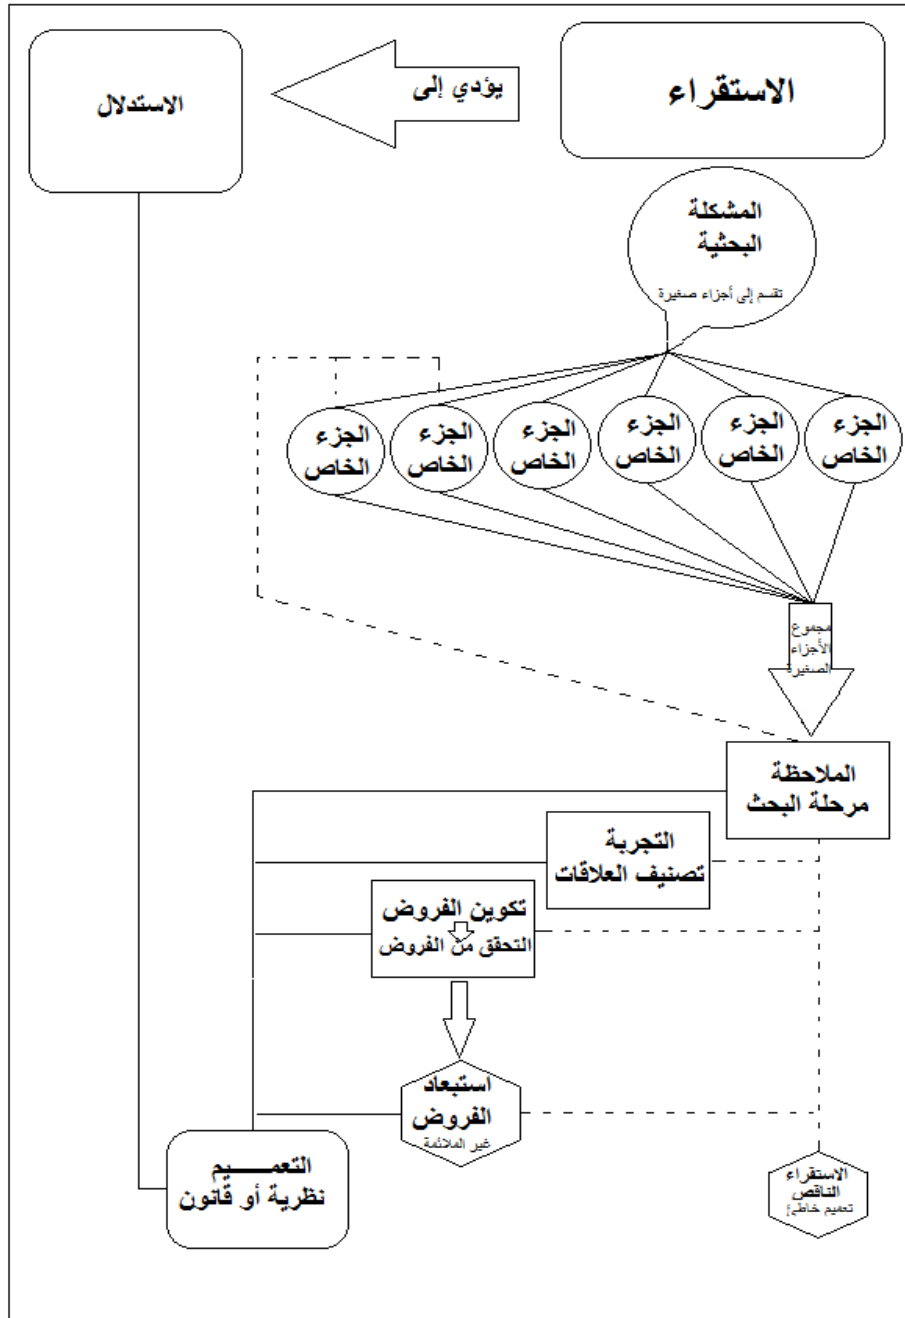 الاستقراء
يؤدي إلى
الاستدلال
المشكلة
البحثية
تقسم إلى أجزاء صغيرة
الجزء
الخاص
الجزء
الخاص
الجزء
الخاص
الجزء
الخاص
الجزء
الخاص
الجزء
الخاص
مجموع
الأجزاء
الصغيرة
الملاحظة
مرحلة البحث
التجربة
تصنيف العلاقات
تكوين الفروض
التحقق من الفروض
استبعاد
الفروض
غير الملائمة
الاستقراء
الناقص
تعميم خاطئ
التعمـــــــيم
نظرية أو قانون